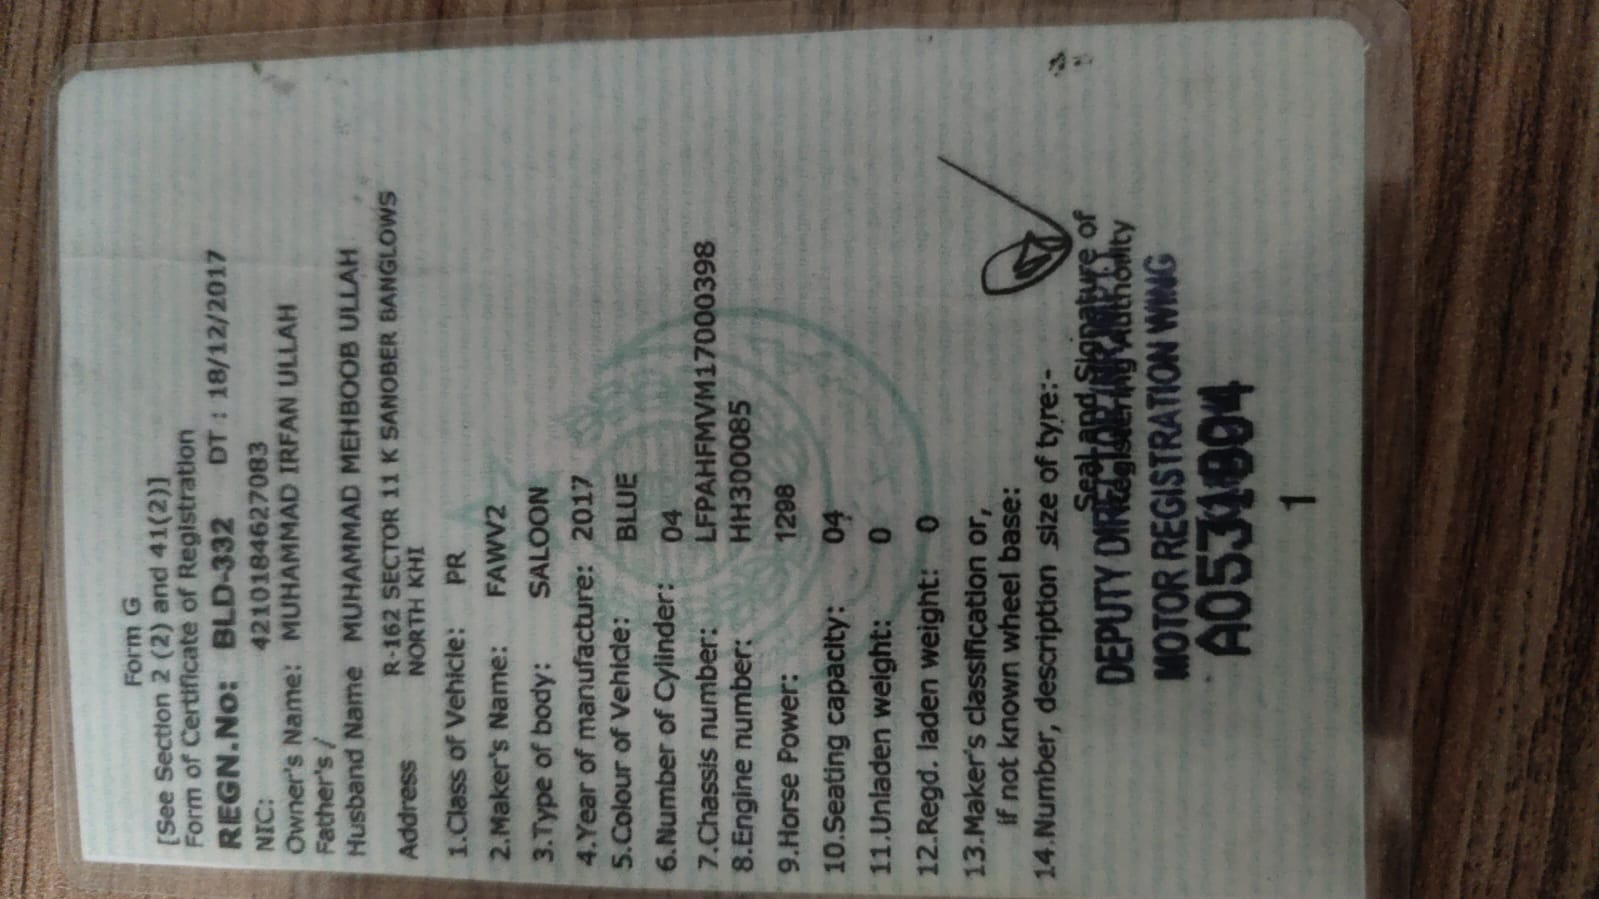 Form G
[See Section 2 (2) and 41(2)]
Form of Certificate of Registration
REGN.No: BLD-332 DT : 18/12/2017
NIC: 4210184627083
Owner's Name: MUHAMMAD IRFAN ULLAH
Father's /
Husband Name MUHAMMAD MEHBOOB ULLAH
Address R-162 SECTOR 11 K SANOBER BANGLOWS
NORTH KHI
1.Class of Vehicle: PR
2.Maker's Name: FAWV2
3.Type of body: SALOON
4.Year of manufacture: 2017
5.Colour of Vehicle: BLUE
6.Number of Cylinder: 04
7.Chassis number: LFPAHFMVM17000398
8.Engine number: HH300085
9.Horse Power: 1298
10.Seating capacity: 04
11.Unladen weight: 0
12.Regd. laden weight: 0
13.Maker's classification or,
if not known wheel base:
14.Number, description size of tyre:-
Seal and Signature of
Registering Authority
DEPUTY DIRECTOR
MOTOR REGISTRATION WING
1